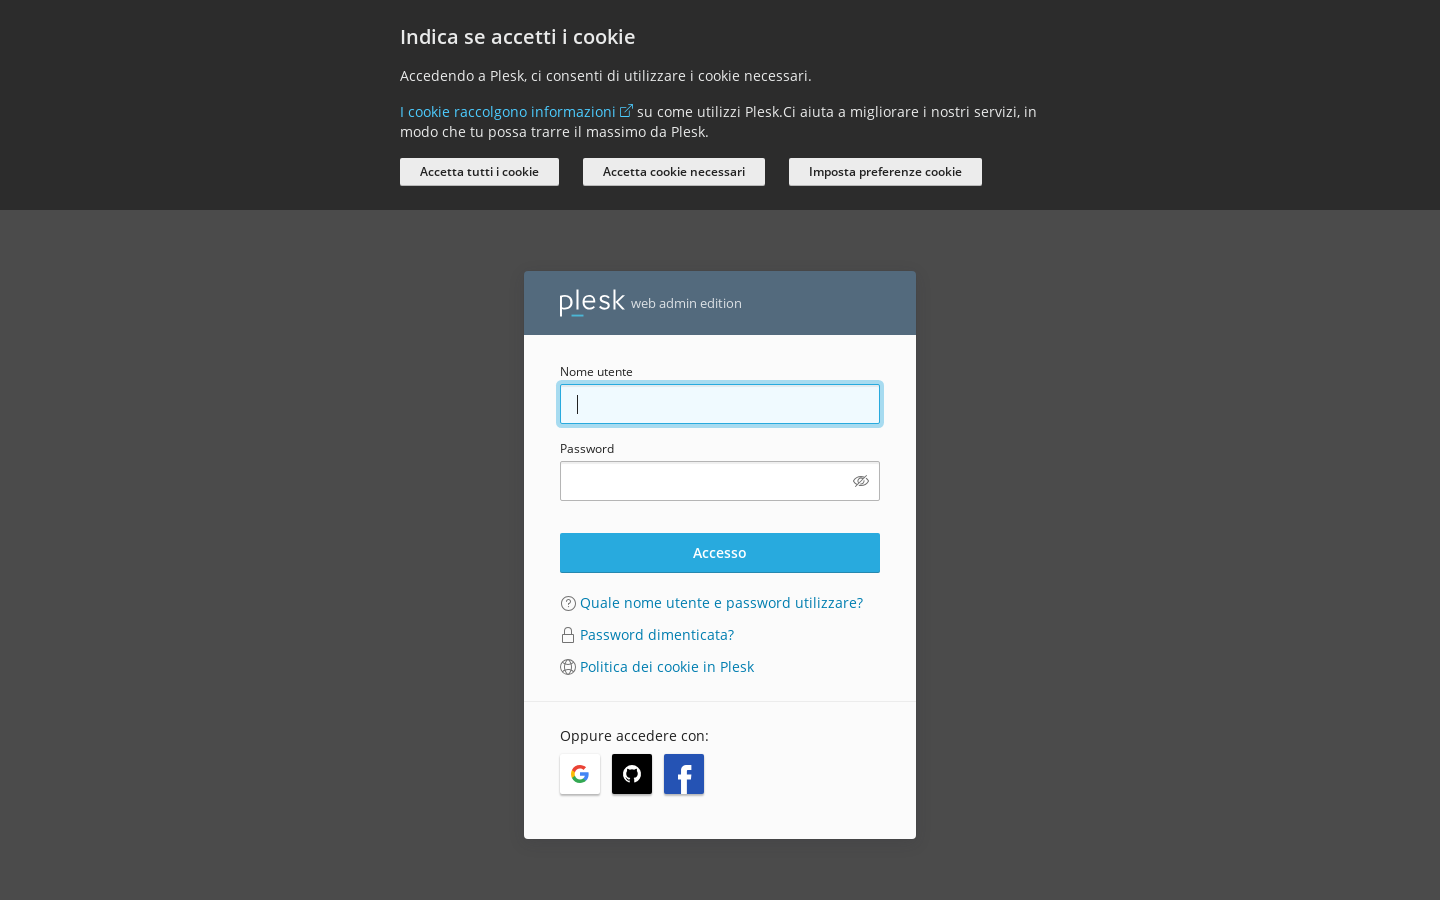 Indica se accetti i cookie
Accedendo a Plesk, ci consenti di utilizzare i cookie necessari.
I cookie raccolgono informazioni su come utilizzi Plesk.Ci aiuta a migliorare i nostri servizi, in
modo che tu possa trarre il massimo da Plesk.
Accetta tutti i cookie Accetta cookie necessari Imposta preferenze cookie
plesk web admin edition
Nome utente
Password
Accesso
Quale nome utente e password utilizzare?
Password dimenticata?
Politica dei cookie in Plesk
Oppure accedere con: